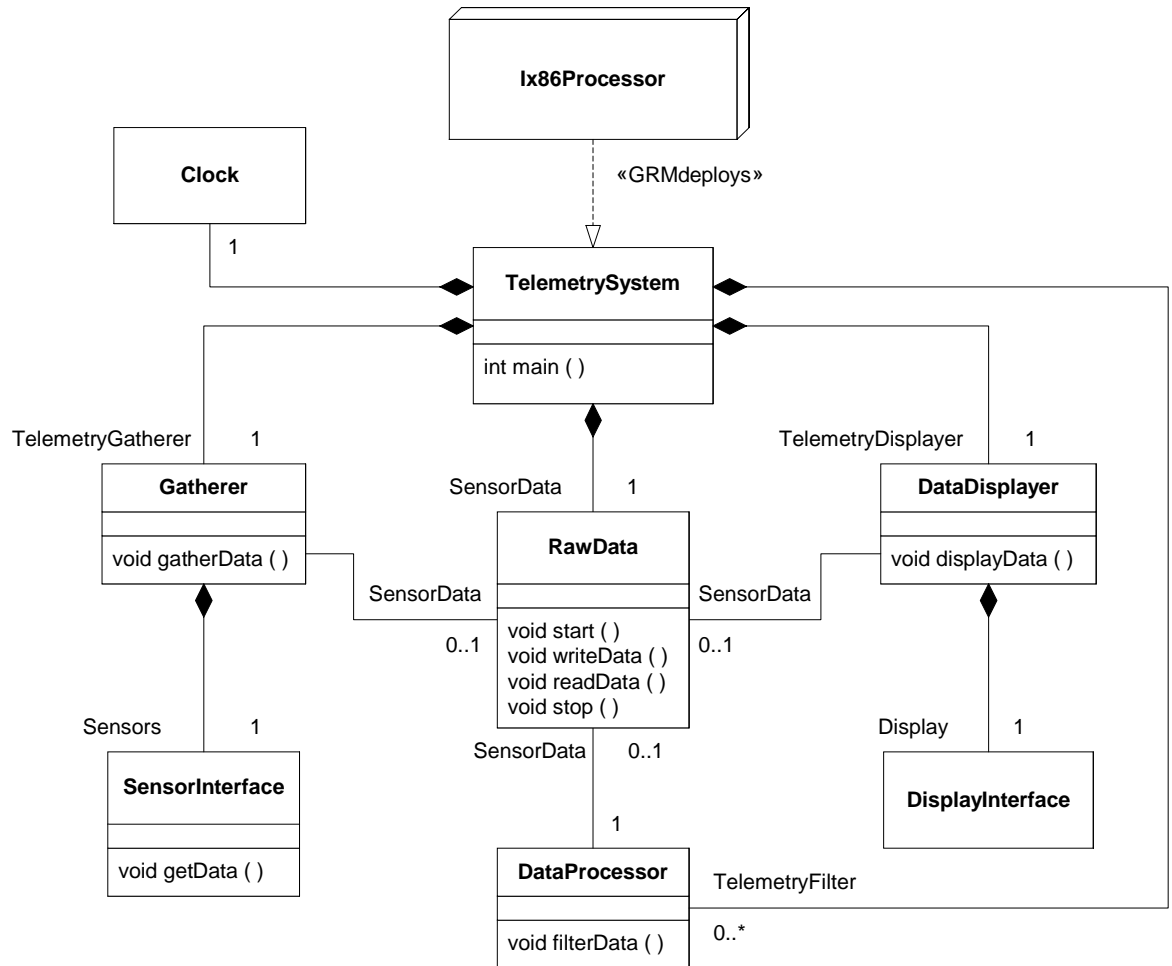 Ix86Processor
Clock
«GRMdeploys»
1
TelemetrySystem
int main ( )
TelemetryGatherer 1
TelemetryDisplayer 1
Gatherer
void gatherData ( )
SensorData 1
DataDisplayer
void displayData ( )
RawData
void start ( )
void writeData ( )
void readData ( )
void stop ( )
SensorData
0..1
SensorData
0..1
Sensors 1
SensorInterface
void getData ( )
SensorData 0..1
Display 1
DisplayInterface
1
DataProcessor
void filterData ( )
TelemetryFilter
0..*